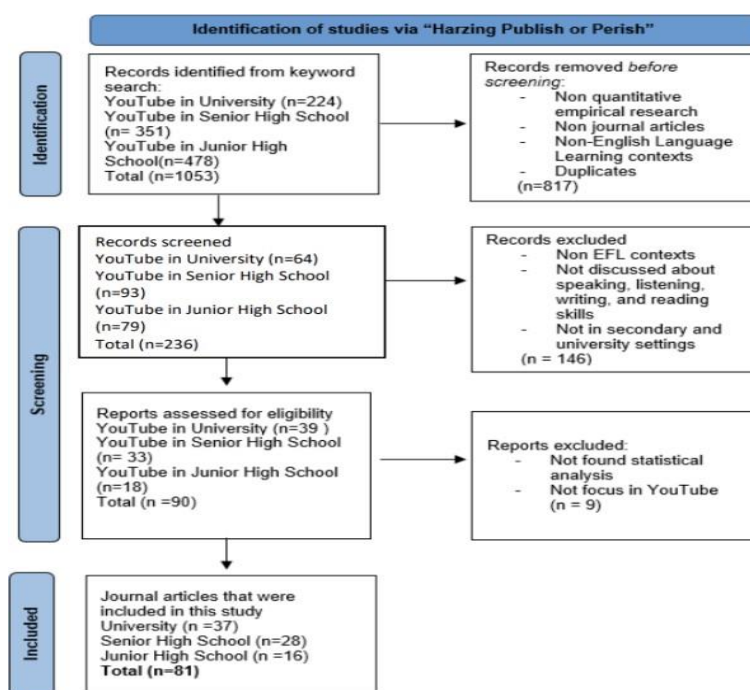 Identification of studies via “Harzing Publish or Perish”
Identification
Records identified from keyword
search:
YouTube in University (n=224)
YouTube in Senior High School
(n= 351)
YouTube in Junior High
School(n=478)
Total (n=1053)
Records removed before
screening:
- Non quantitative
empirical research
- Non journal articles
- Non-English Language
Learning contexts
- Duplicates
(n=817)
Screening
Records screened
YouTube in University (n=64)
YouTube in Senior High School
(n=93)
YouTube in Junior High School
(n=79)
Total (n=236)
Records excluded
- Non EFL contexts
- Not discussed about
speaking, listening,
writing, and reading
skills
- Not in secondary and
university settings
(n = 146)
Reports assessed for eligibility
YouTube in University (n=39 )
YouTube in Senior High School
(n= 33)
YouTube in Junior High School
(n=18)
Total (n =90)
Reports excluded:
- Not found statistical
analysis
- Not focus in YouTube
(n = 9)
Included
Journal articles that were
included in this study
University (n =37)
Senior High School (n=28)
Junior High School (n =16)
Total (n=81)